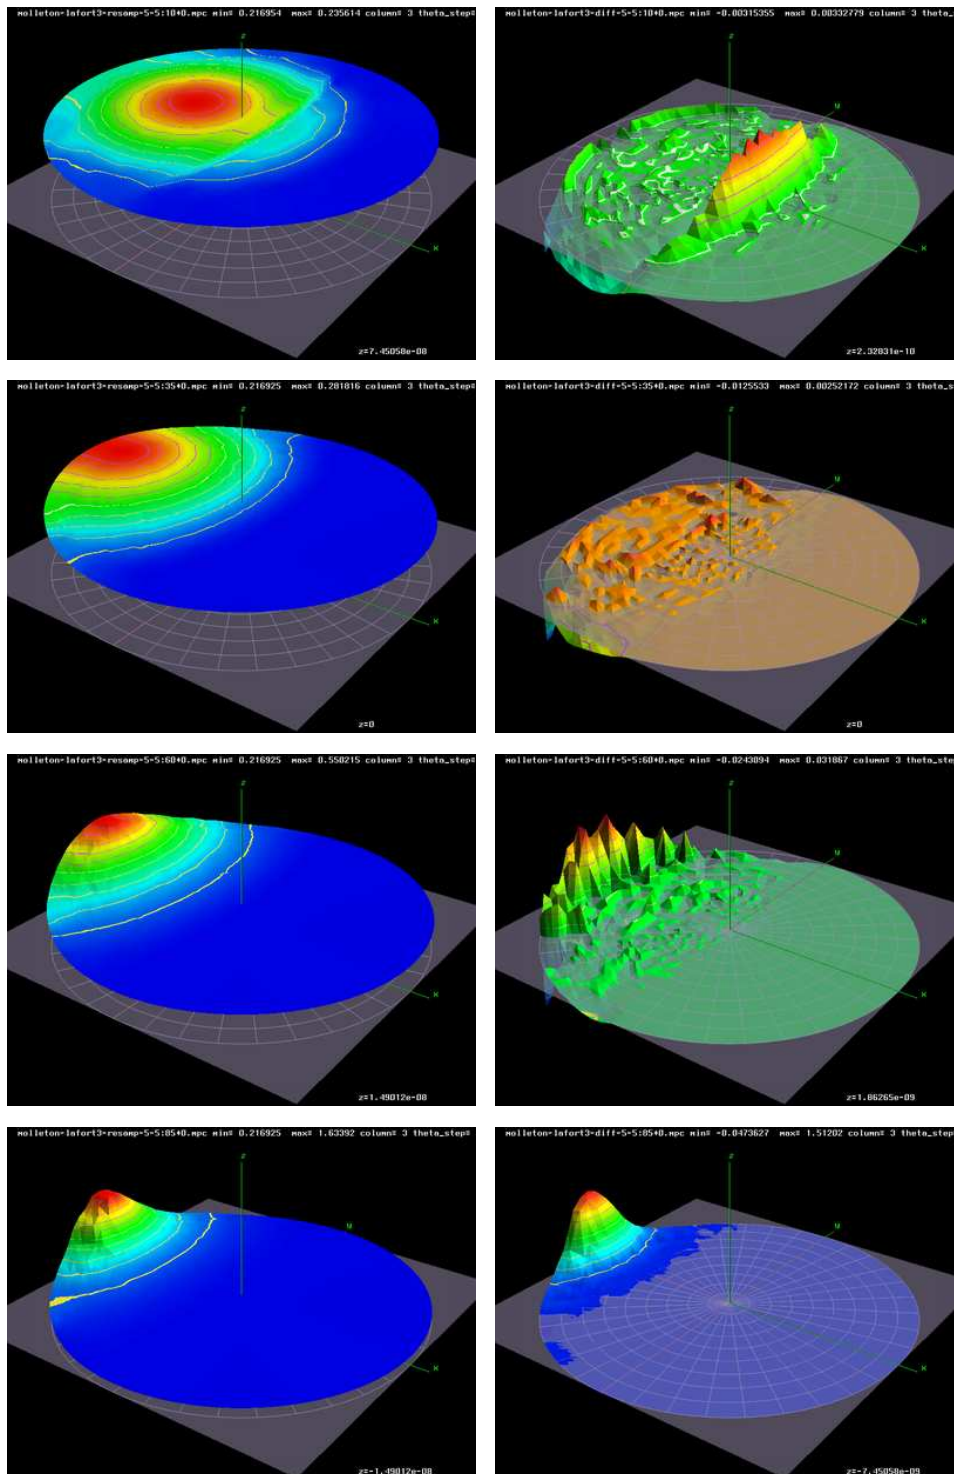 molleton-lafort3-resamp-5-5:10*0.mpc min= 0.216954 max= 0.235614 column= 3 theta_step=
molleton-lafort3-diff-5-5:10*0.mpc min= -0.00315355 max= 0.00332779 column= 3 theta_s
z
z
y
x
x
z=7.45058e-08
z=2.32831e-10
molleton-lafort3-resamp-5-5:35*0.mpc min= 0.216925 max= 0.281816 column= 3 theta_step=
molleton-lafort3-diff-5-5:35*0.mpc min= -0.0125533 max= 0.00252172 column= 3 theta_s
z
z
y
x
x
z=0
z=0
molleton-lafort3-resamp-5-5:60*0.mpc min= 0.216925 max= 0.550215 column= 3 theta_step=
molleton-lafort3-diff-5-5:60*0.mpc min= -0.0243094 max= 0.031867 column= 3 theta_step
z
z
y
x
x
z=1.49012e-08
z=1.86265e-09
molleton-lafort3-resamp-5-5:85*0.mpc min= 0.216925 max= 1.63392 column= 3 theta_step=
molleton-lafort3-diff-5-5:85*0.mpc min= -0.0473627 max= 1.51202 column= 3 theta_step
z
z
y
y
x
x
z=-1.49012e-08
z=-7.45058e-09